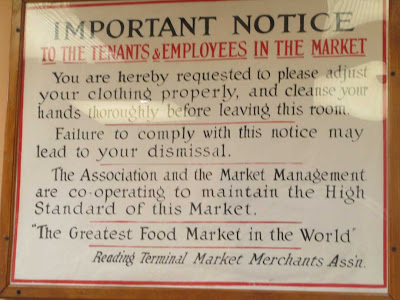 IMPORTANT NOTICE
TO THE TENANTS & EMPLOYEES IN THE MARKET
You are hereby requested to please adjust
your clothing properly, and cleanse your
hands thoroughly before leaving this room.
Failure to comply with this notice may
lead to your dismissal.
The Association and the Market Management
are co-operating to maintain the High
Standard of this Market.
"The Greatest Food Market in the World"
Reading Terminal Market Merchants Ass'n.